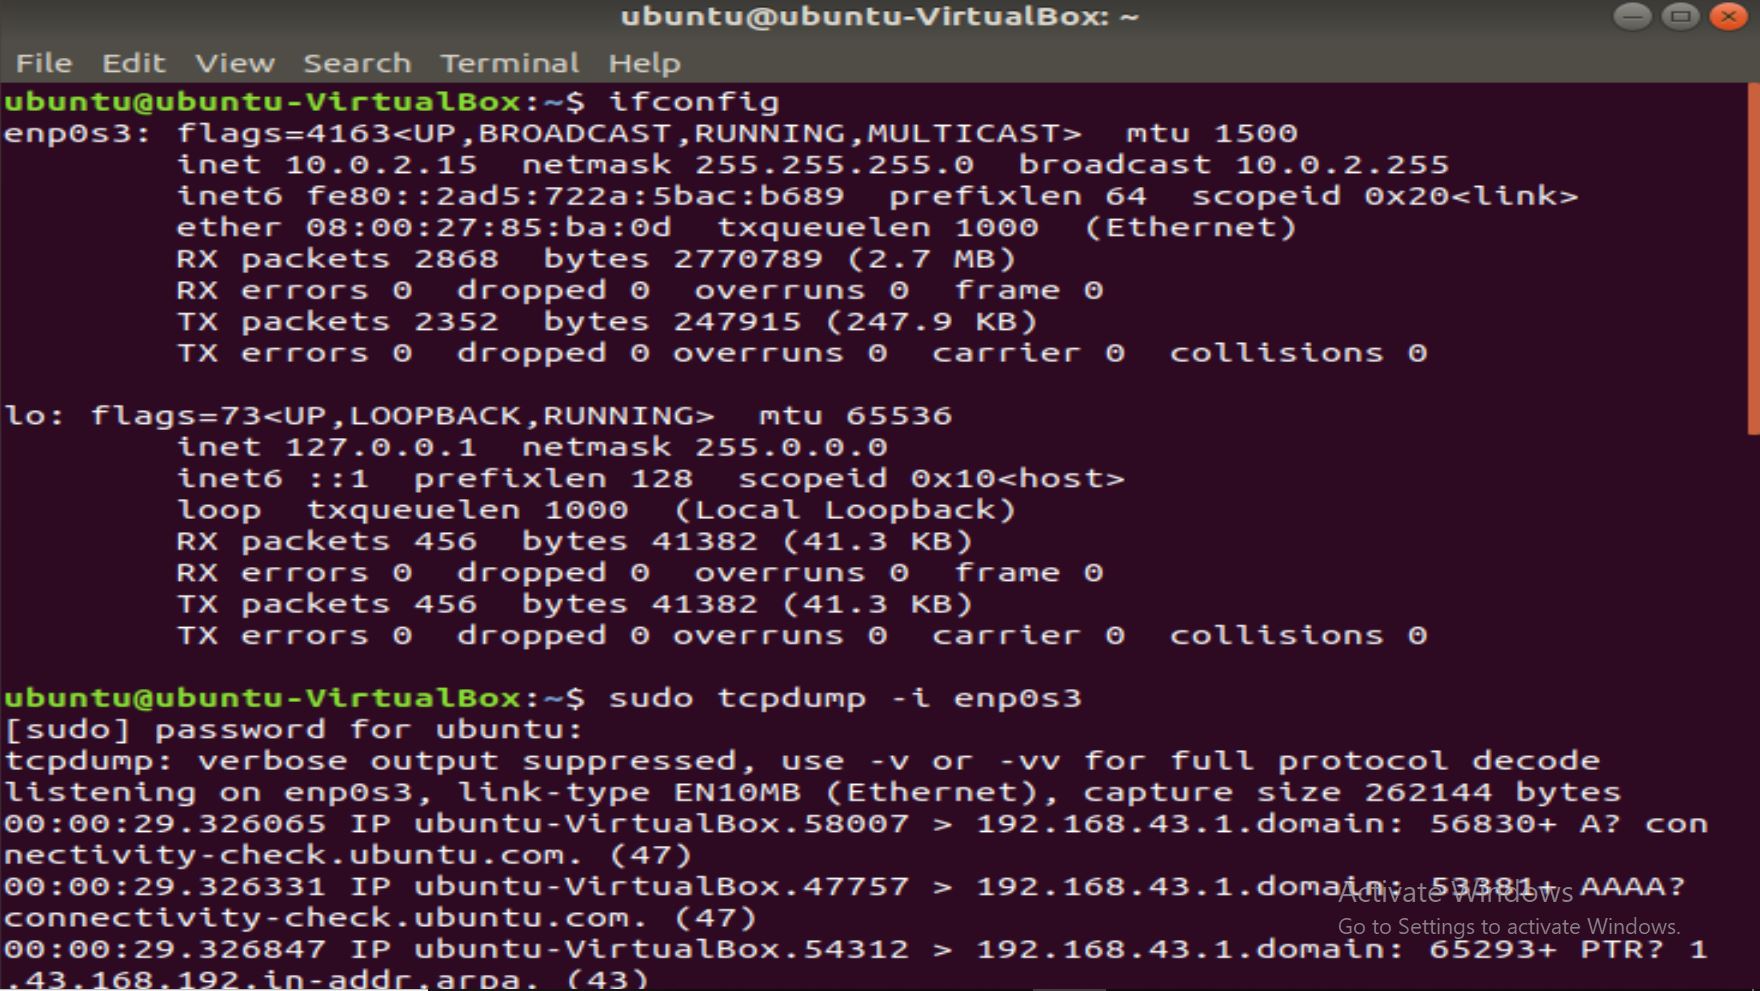 ubuntu@ubuntu-VirtualBox: ~
File Edit View Search Terminal Help
ubuntu@ubuntu-VirtualBox:~$ ifconfig
enp0s3: flags=4163<UP,BROADCAST,RUNNING,MULTICAST>  mtu 1500
        inet 10.0.2.15  netmask 255.255.255.0  broadcast 10.0.2.255
        inet6 fe80::2ad5:722a:5bac:b689  prefixlen 64  scopeid 0x20<link>
        ether 08:00:27:85:ba:0d  txqueuelen 1000  (Ethernet)
        RX packets 2868  bytes 2770789 (2.7 MB)
        RX errors 0  dropped 0  overruns 0  frame 0
        TX packets 2352  bytes 247915 (247.9 KB)
        TX errors 0  dropped 0 overruns 0  carrier 0  collisions 0
lo: flags=73<UP,LOOPBACK,RUNNING>  mtu 65536
        inet 127.0.0.1  netmask 255.0.0.0
        inet6 ::1  prefixlen 128  scopeid 0x10<host>
        loop  txqueuelen 1000  (Local Loopback)
        RX packets 456  bytes 41382 (41.3 KB)
        RX errors 0  dropped 0  overruns 0  frame 0
        TX packets 456  bytes 41382 (41.3 KB)
        TX errors 0  dropped 0 overruns 0  carrier 0  collisions 0
ubuntu@ubuntu-VirtualBox:~$ sudo tcpdump -i enp0s3
[sudo] password for ubuntu:
tcpdump: verbose output suppressed, use -v or -vv for full protocol decode
listening on enp0s3, link-type EN10MB (Ethernet), capture size 262144 bytes
00:00:29.326065 IP ubuntu-VirtualBox.58007 > 192.168.43.1.domain: 56830+ A? con
nectivity-check.ubuntu.com. (47)
00:00:29.326331 IP ubuntu-VirtualBox.47757 > 192.168.43.1.domain: 53381+ AAAA?
connectivity-check.ubuntu.com. (47)
00:00:29.326847 IP ubuntu-VirtualBox.54312 > 192.168.43.1.domain: 65293+ PTR? 1
.43.168.192.in-addr.arpa. (43)
Activate Windows
Go to Settings to activate Windows.